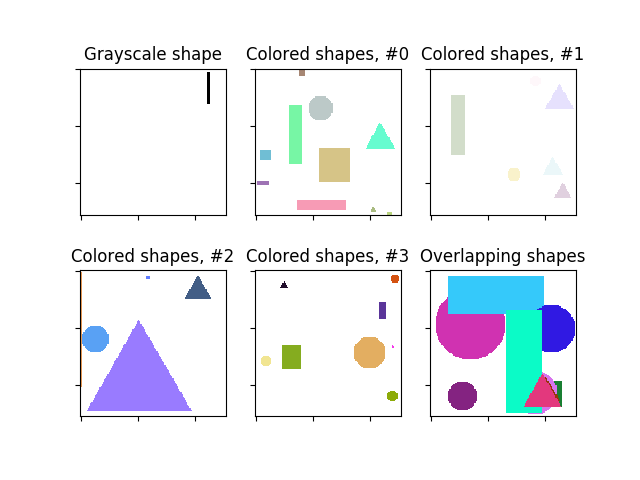 Grayscale shape
Colored shapes, #0
Colored shapes, #1
Colored shapes, #2
Colored shapes, #3
Overlapping shapes